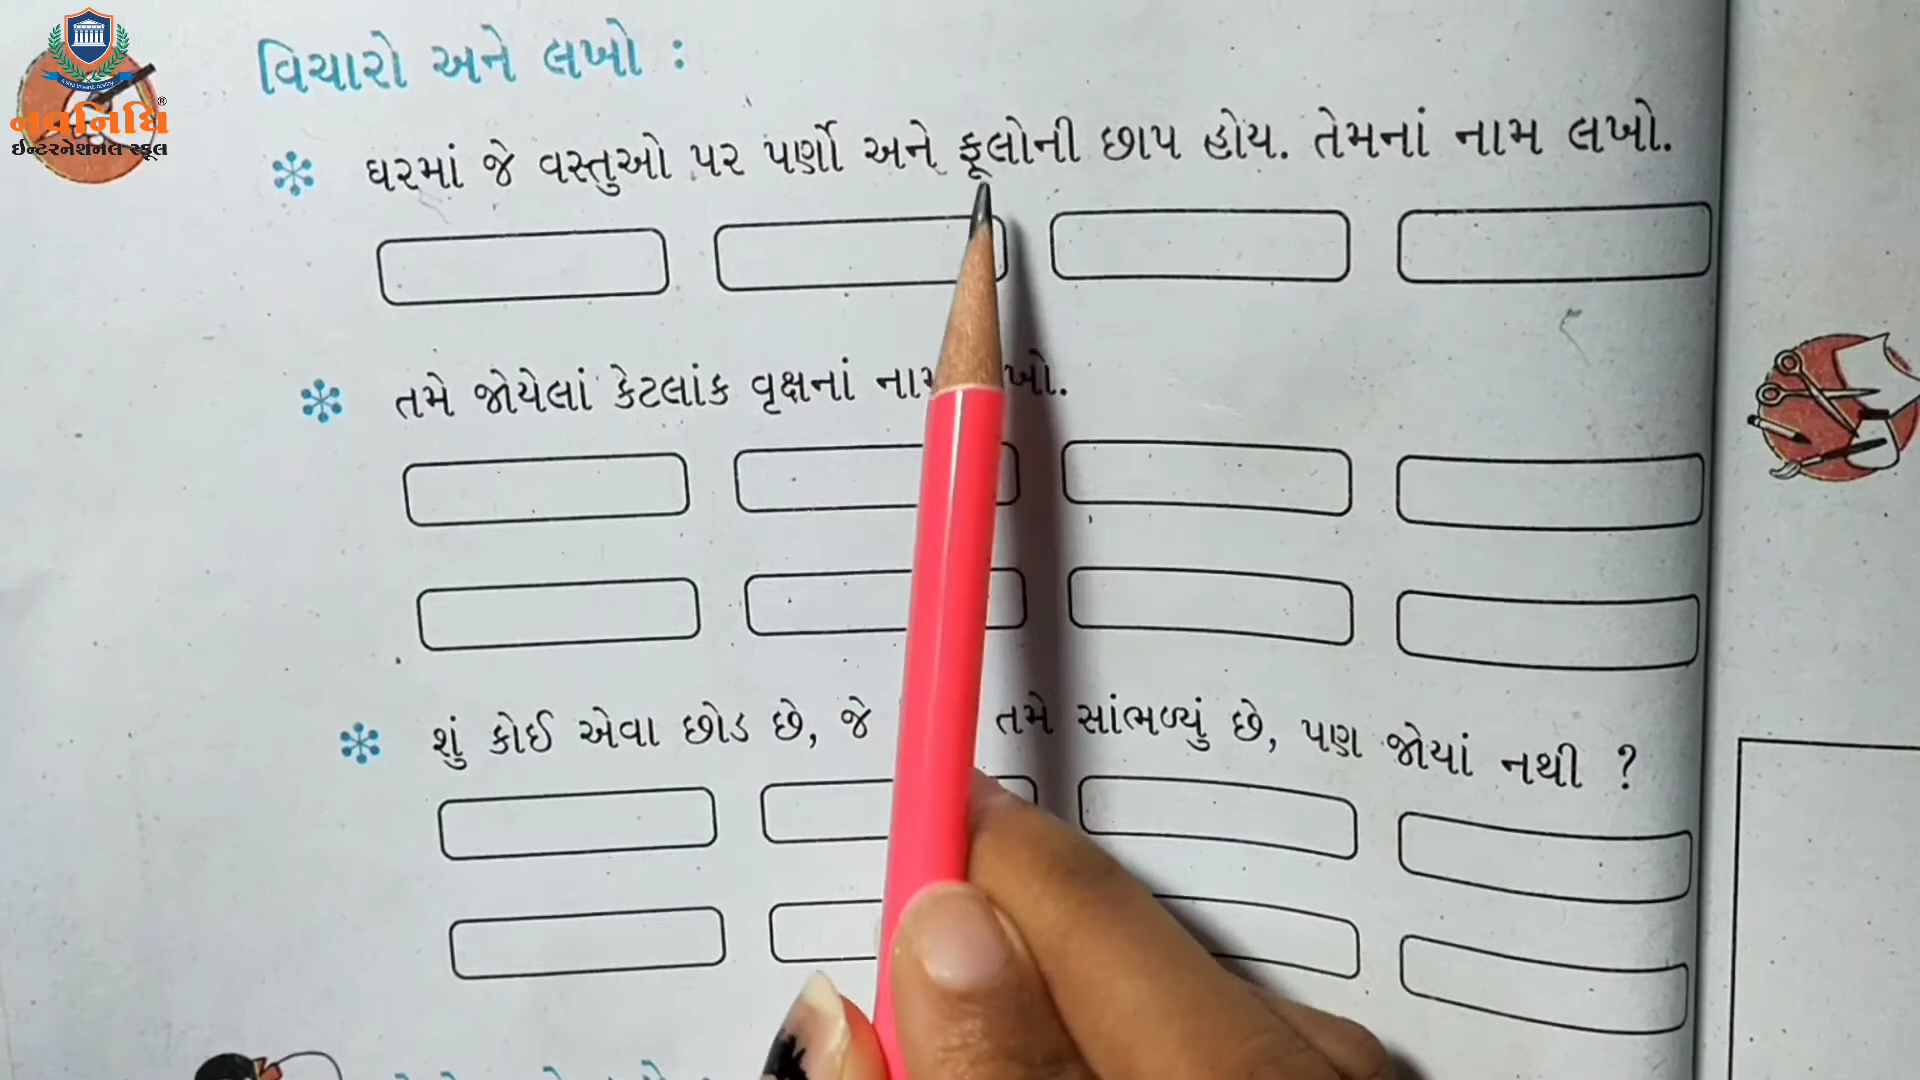 વિચારો અને લખો :
નવનિધિ®
ઈન્ટરનેશનલ સ્કૂલ
ઘરમાં જે વસ્તુઓ પર પર્ણો અને ફૂલોની છાપ હોય. તેમનાં નામ લખો.
તમે જોયેલાં કેટલાંક વૃક્ષનાં
શું કોઈ એવા છોડ છે, જે તમે સાંભળ્યું છે, પણ જોયાં નથી ?